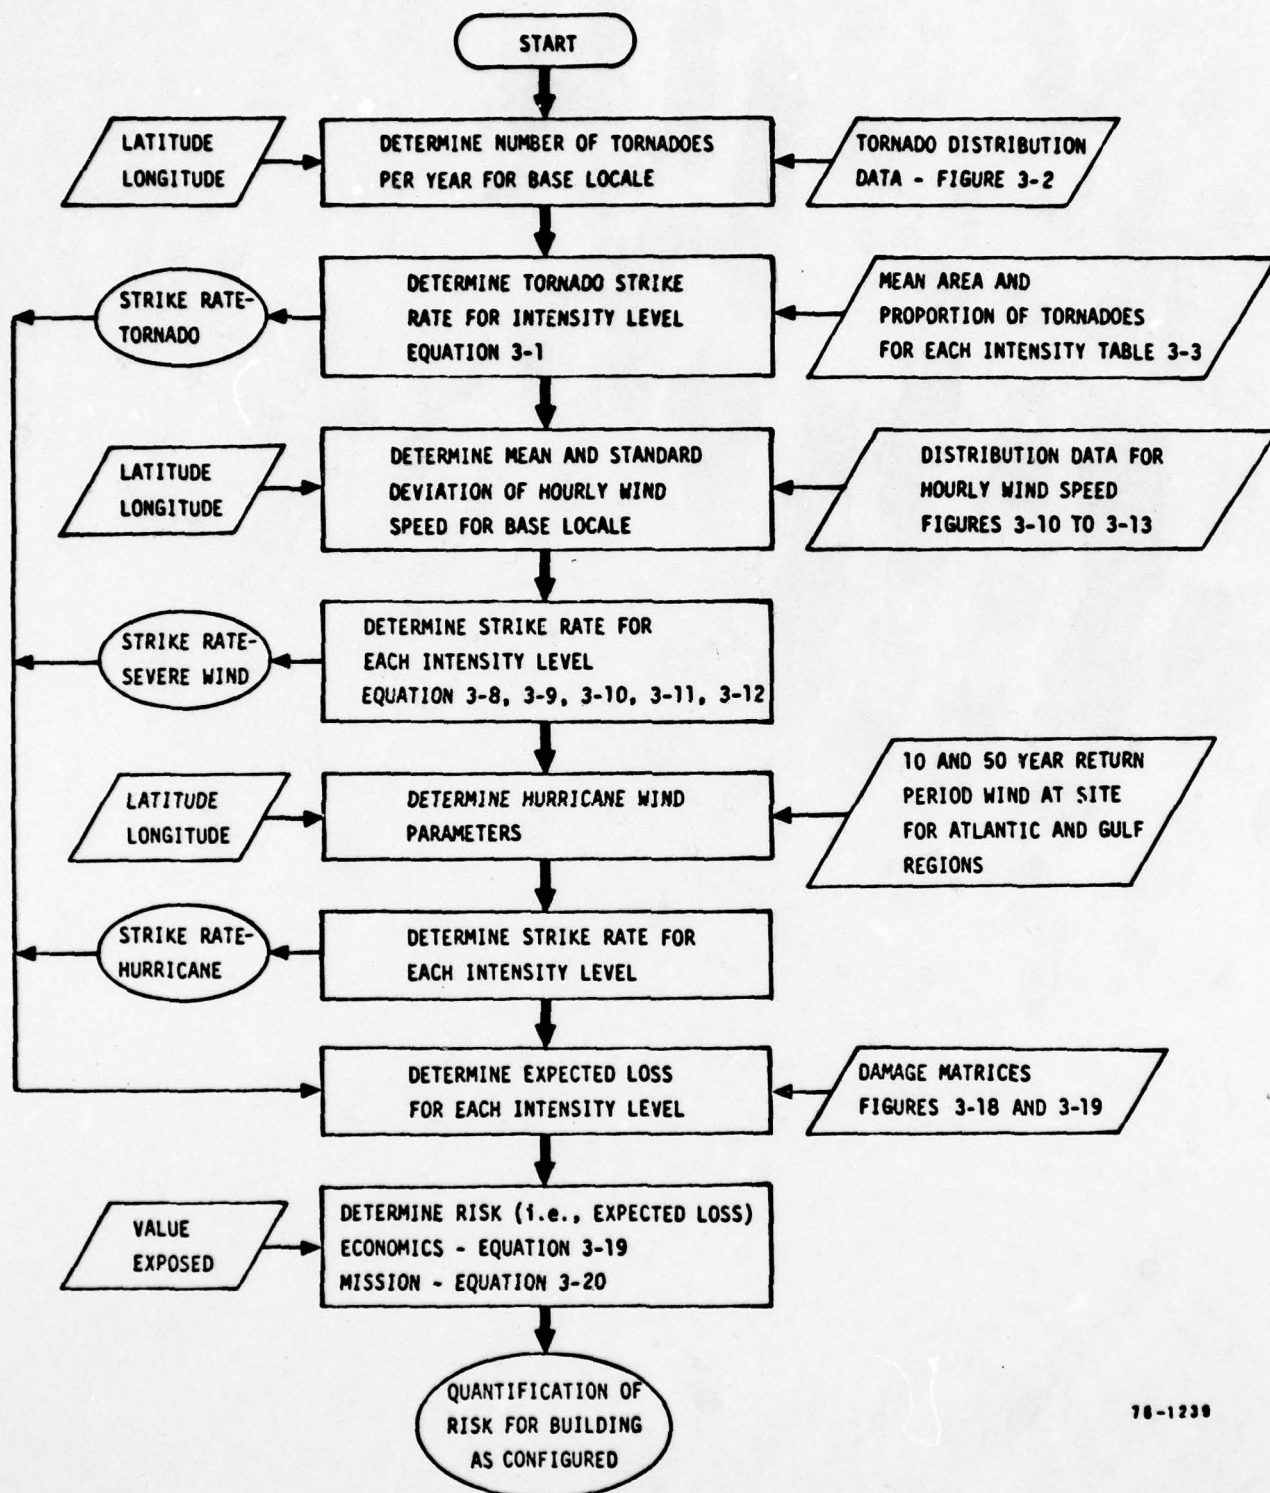 START
LATITUDE
LONGITUDE
DETERMINE NUMBER OF TORNADOES
PER YEAR FOR BASE LOCALE
TORNADO DISTRIBUTION
DATA - FIGURE 3-2
STRIKE RATE-
TORNADO
DETERMINE TORNADO STRIKE
RATE FOR INTENSITY LEVEL
EQUATION 3-1
MEAN AREA AND
PROPORTION OF TORNADOES
FOR EACH INTENSITY TABLE 3-3
LATITUDE
LONGITUDE
DETERMINE MEAN AND STANDARD
DEVIATION OF HOURLY WIND
SPEED FOR BASE LOCALE
DISTRIBUTION DATA FOR
HOURLY WIND SPEED
FIGURES 3-10 TO 3-13
STRIKE RATE-
SEVERE WIND
DETERMINE STRIKE RATE FOR
EACH INTENSITY LEVEL
EQUATION 3-8, 3-9, 3-10, 3-11, 3-12
LATITUDE
LONGITUDE
DETERMINE HURRICANE WIND
PARAMETERS
10 AND 50 YEAR RETURN
PERIOD WIND AT SITE
FOR ATLANTIC AND GULF
REGIONS
STRIKE RATE-
HURRICANE
DETERMINE STRIKE RATE FOR
EACH INTENSITY LEVEL
DETERMINE EXPECTED LOSS
FOR EACH INTENSITY LEVEL
DAMAGE MATRICES
FIGURES 3-18 AND 3-19
VALUE
EXPOSED
DETERMINE RISK (i.e., EXPECTED LOSS)
ECONOMICS - EQUATION 3-19
MISSION - EQUATION 3-20
QUANTIFICATION OF
RISK FOR BUILDING
AS CONFIGURED
76-1239